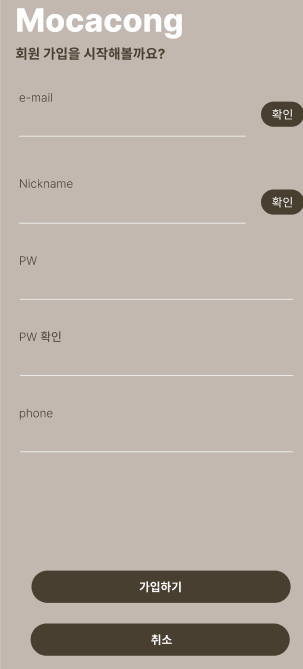 Mocacong
회원 가입을 시작해볼까요?
e-mail
확인
Nickname
확인
PW
PW 확인
phone
가입하기
취소